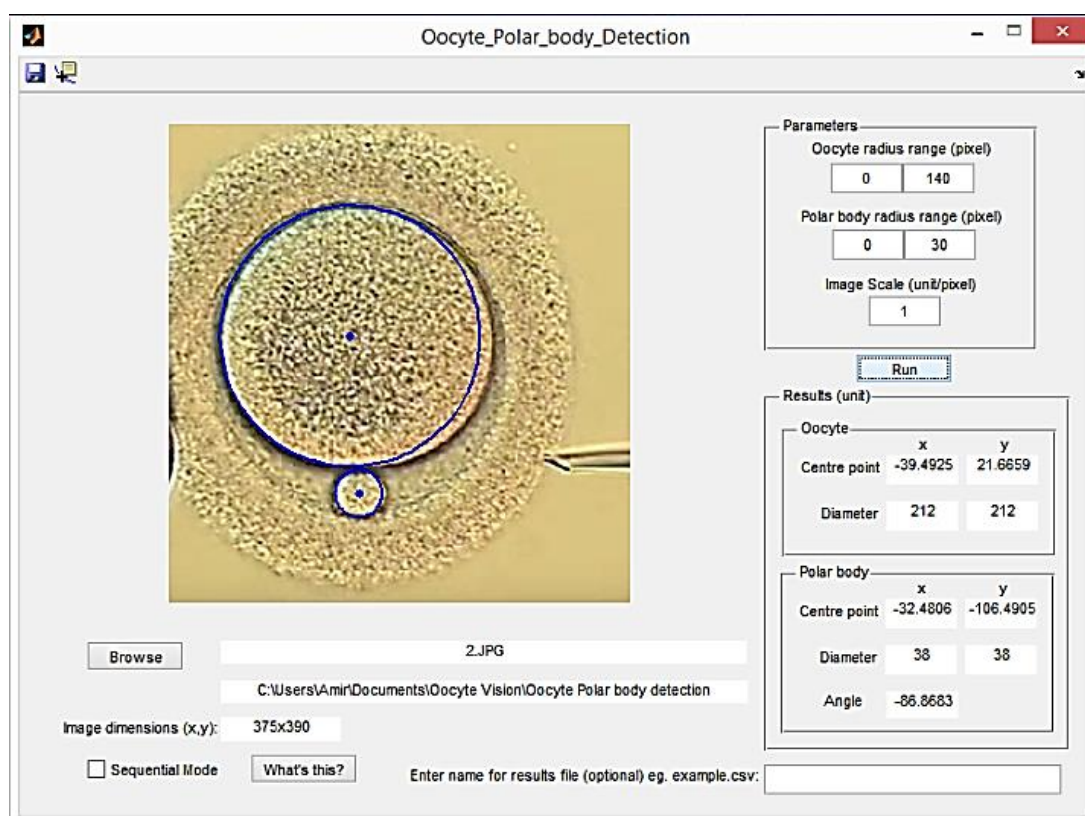 Oocyte_Polar_body_Detection
Parameters
Oocyte radius range (pixel)
0 140
Polar body radius range (pixel)
0 30
Image Scale (unit/pixel)
1
Run
Results (unit)
Oocyte
x y
Centre point -39.4925 21.6659
Diameter 212 212
Polar body
x y
Centre point -32.4806 -106.4905
Diameter 38 38
Angle -86.8683
Browse 2.JPG
C:\Users\Amir\Documents\Oocyte Vision\Oocyte Polar body detection
Image dimensions (x,y): 375x390
Sequential Mode What's this? Enter name for results file (optional) eg. example.csv: